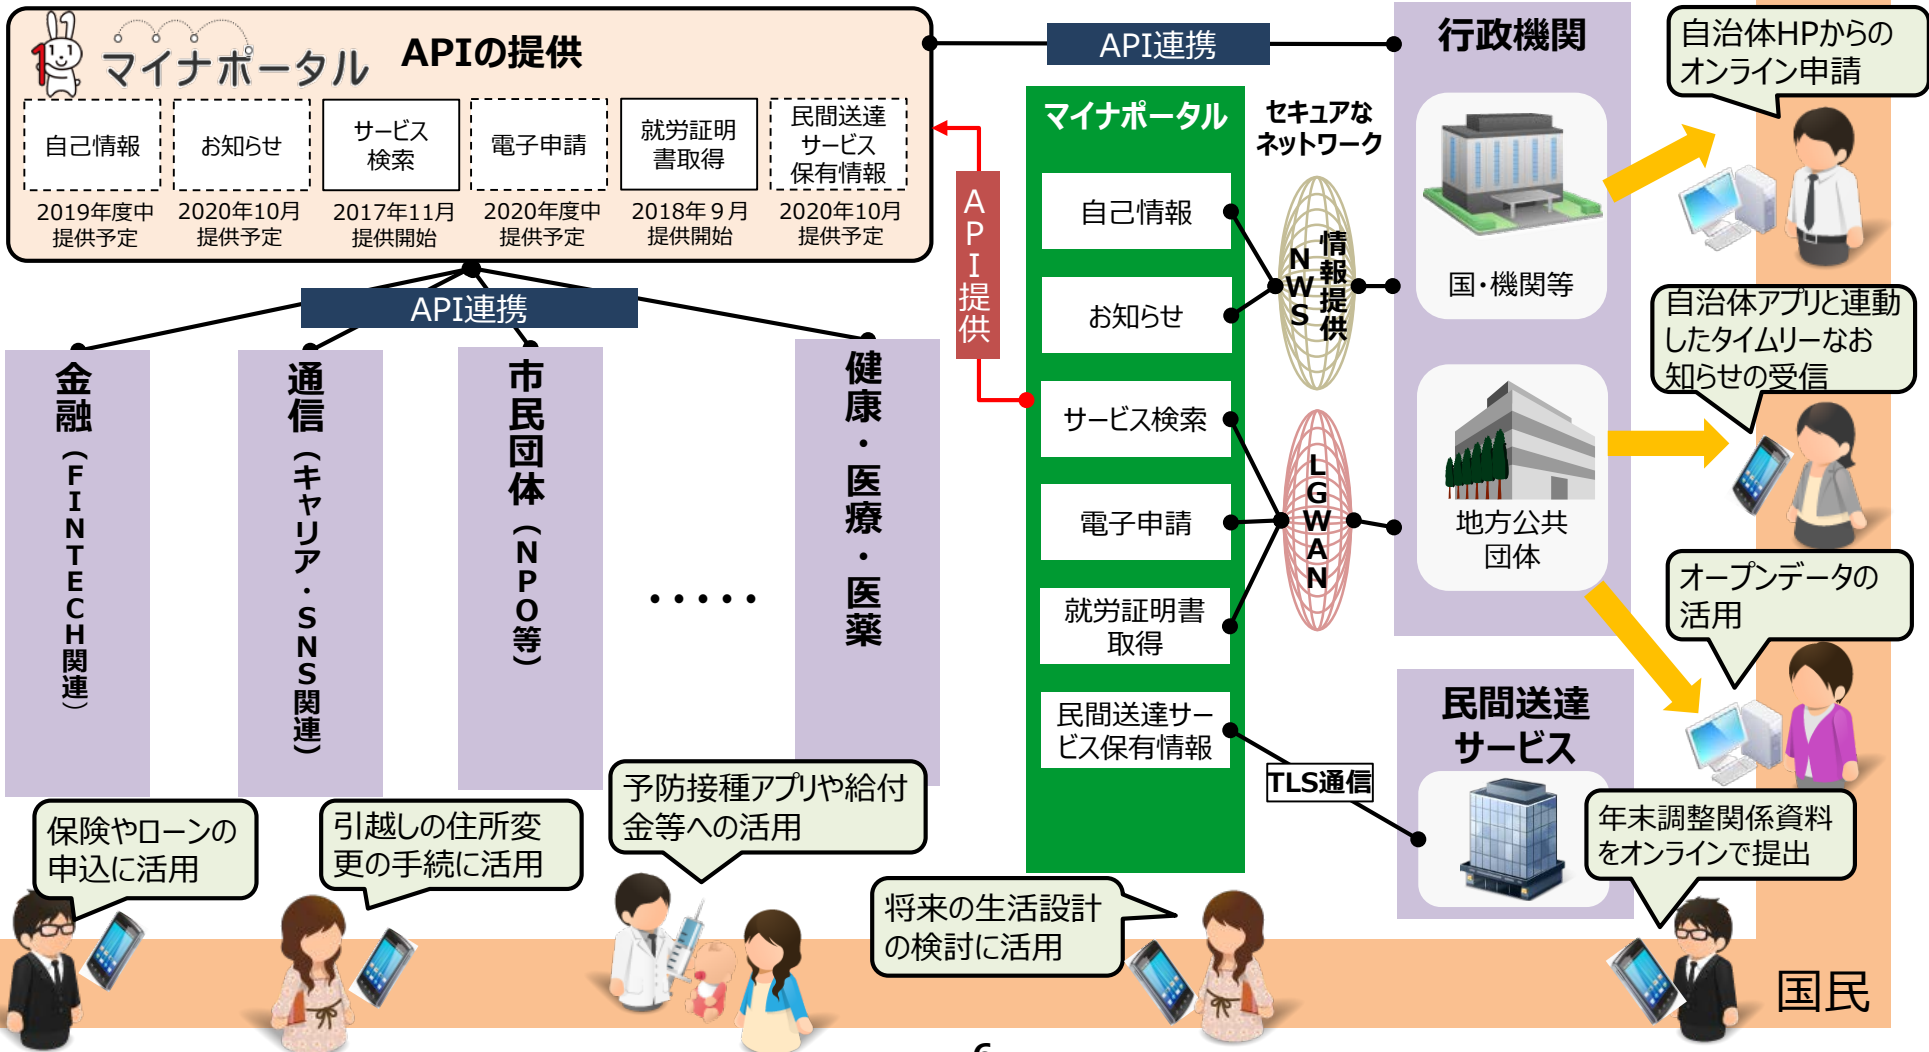 マイナポータル
APIの提供
自己情報
2019年度中
提供予定
お知らせ
2020年10月
提供予定
サービス
検索
2017年11月
提供開始
電子申請
2020年度中
提供予定
就労証明
書取得
2018年９月
提供開始
民間送達
サービス
保有情報
2020年10月
提供予定
API連携
API連携
金融（FINTECH関連）
通信（キャリア・SNS関連）
市民団体（NPO等）
・・・・・
健康・医療・医薬
API提供
マイナポータル
自己情報
お知らせ
サービス検索
電子申請
就労証明書
取得
民間送達サー
ビス保有情報
セキュアな
ネットワーク
情報提供
NWS
LGWAN
TLS通信
行政機関
国・機関等
地方公共
団体
民間送達
サービス
自治体HPからの
オンライン申請
自治体アプリと連動
したタイムリーなお
知らせの受信
オープンデータの
活用
年末調整関係資料
をオンラインで提出
保険やローンの
申込に活用
引越しの住所変
更の手続に活用
予防接種アプリや給付
金等への活用
将来の生活設計
の検討に活用
国民